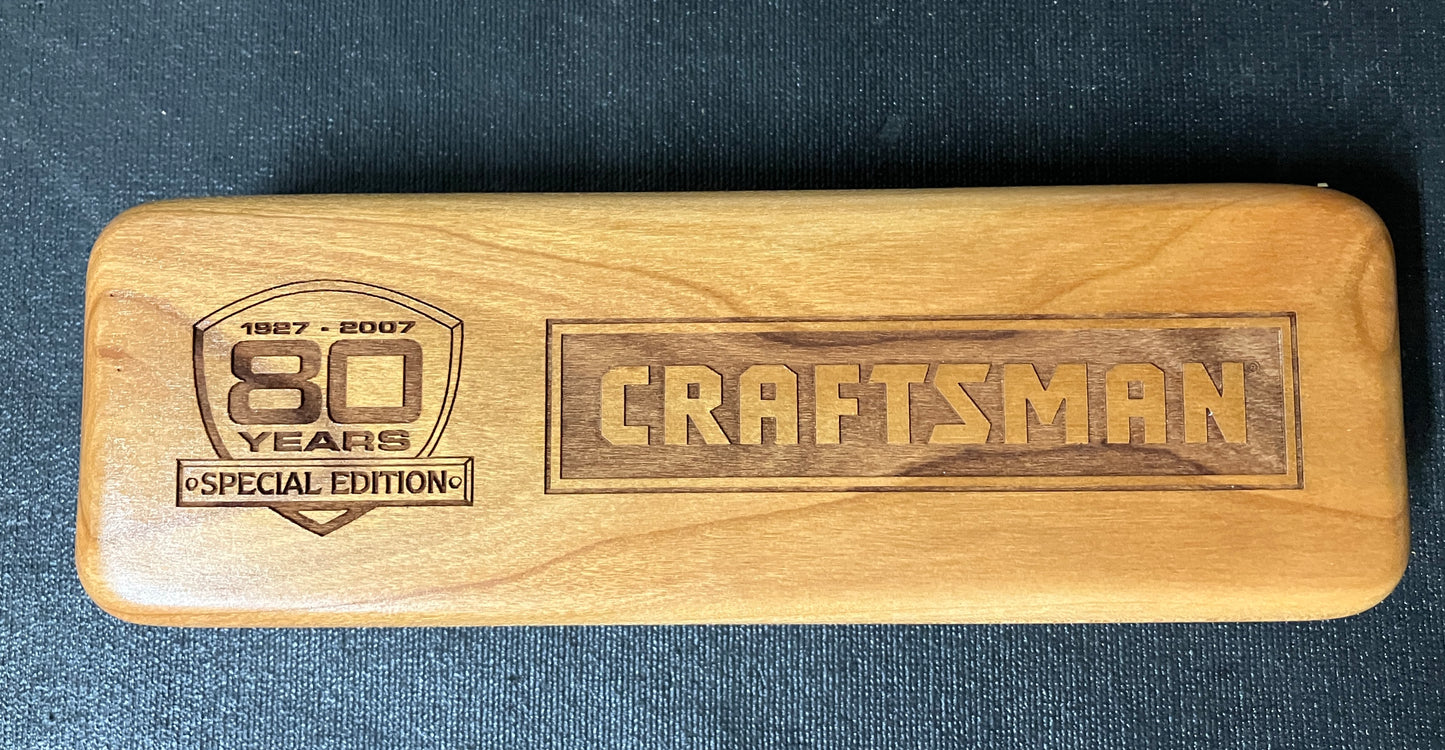 1927 - 2007
80
YEARS
SPECIAL EDITION
CRAFTSMAN®